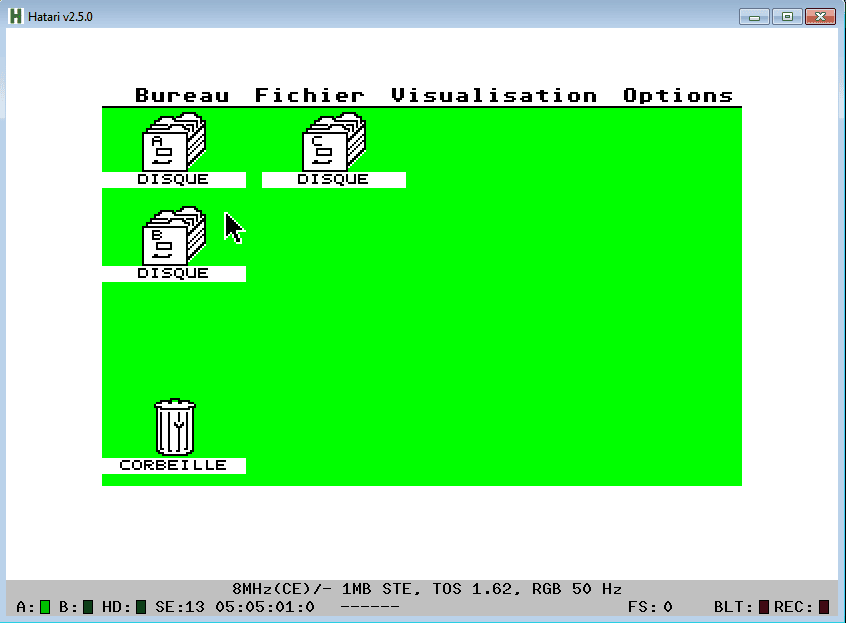 Hatari v2.5.0
Bureau Fichier Visualisation Options
A C
DISQUE DISQUE
B
DISQUE
CORBEILLE
8MHz(CE)/- 1MB STE, TOS 1.62, RGB 50 Hz
A: B: HD: SE:13 05:05:01:0 ------ FS: 0 BLT: REC: